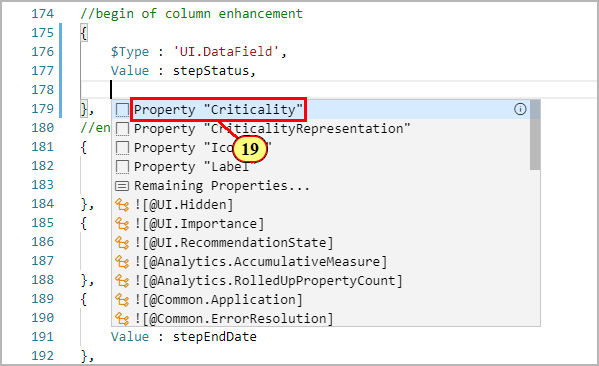 174 //begin of column enhancement
175 {
176 $Type : 'UI.DataField',
177 Value : stepStatus,
178
179 }, Property "Criticality"
180 //en Property "CriticalityRepresentation"
181 { Property "Ico
19
182 Property "Label"
183 Remaining Properties...
184 }, ![@UI.Hidden]
185 { ![@UI.Importance]
186 ![@UI.RecommendationState]
187 ![@Analytics.AccumulativeMeasure]
188 }, ![@Analytics.RolledUpPropertyCount]
189 { ![@Common.Application]
190 ![@Common.ErrorResolution]
191 Value : stepEndDate
192 },